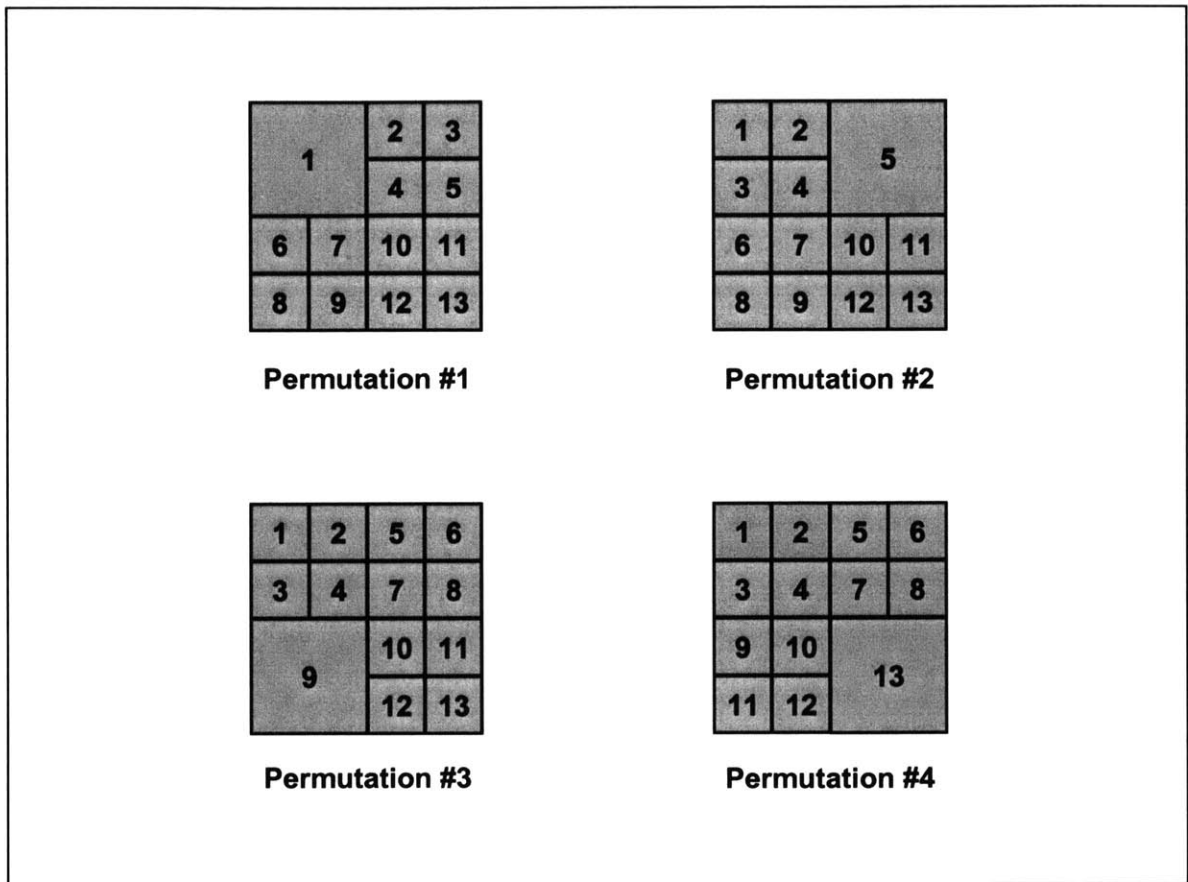 1 2 3
4 5
6 7 10 11
8 9 12 13
Permutation #1
1 2 5
3 4
6 7 10 11
8 9 12 13
Permutation #2
1 2 5 6
3 4 7 8
9 10 11
12 13
Permutation #3
1 2 5 6
3 4 7 8
9 10 13
11 12
Permutation #4